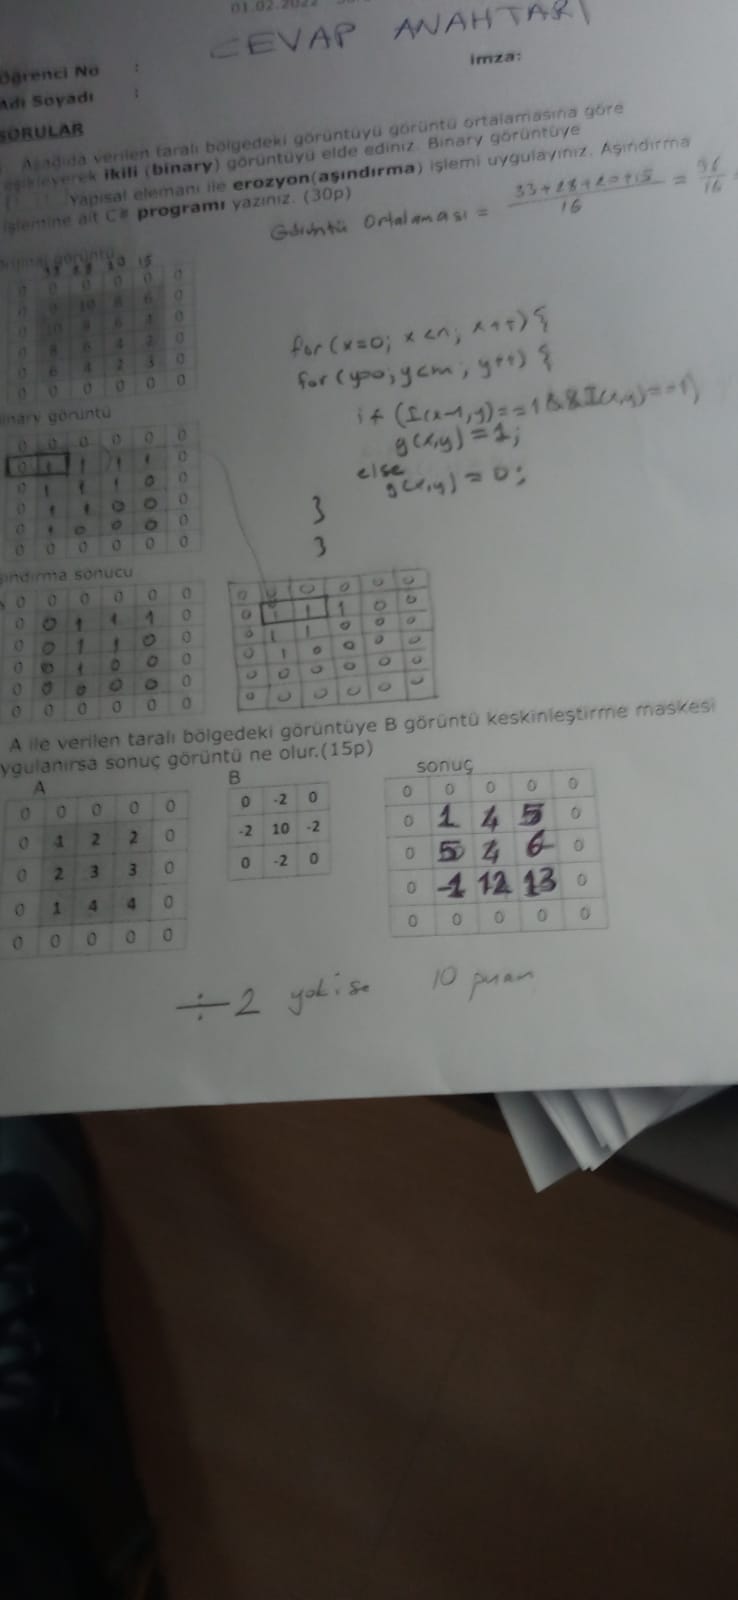 01.02.2022
CEVAP ANAHTARI
Öğrenci No :
Adı Soyadı :
imza:
SORULAR
Aşağıda verilen taralı bölgedeki görüntüyü görüntü ortalamasına göre
eşikleyerek ikili (binary) görüntüyü elde ediniz. Binary görüntüye
yapısal elemanı ile erozyon(aşındırma) işlemi uygulayınız. Aşındırma
işlemine ait C# programı yazınız. (30p)
Görüntü Ortalaması = 33+28+20+15 / 16 = 96 / 16 =
görüntü
33 28 20 15
0 0 0 0 0 0
0 9 10 8 6 0
0 10 8 6 4 0
0 8 6 4 2 0
0 6 4 2 3 0
0 0 0 0 0 0
for (x=0; x<n; x++) {
for (y=0; y<m; y++) {
if (I(x-1,y)==1 && I(x,y)==1)
g(x,y)=1;
else
g(x,y)=0;
}
}
binary görüntü
0 0 0 0 0 0
0 1 1 1 1 0
0 1 1 1 0 0
0 1 1 0 0 0
0 1 0 0 0 0
0 0 0 0 0 0
aşındırma sonucu
0 0 0 0 0 0
0 0 1 1 1 0
0 0 1 1 0 0
0 0 1 0 0 0
0 0 0 0 0 0
0 0 0 0 0 0
0 0 0 0 0 0
0 1 1 1 0 0
0 1 1 0 0 0
0 1 0 0 0 0
0 0 0 0 0 0
0 0 0 0 0 0
A ile verilen taralı bölgedeki görüntüye B görüntü keskinleştirme maskesi
uygulanırsa sonuç görüntü ne olur.(15p)
A
0 0 0 0 0
0 1 2 2 0
0 2 3 3 0
0 1 4 4 0
0 0 0 0 0
B
0 -2 0
-2 10 -2
0 -2 0
sonuç
0 0 0 0 0
0 1 4 5 0
0 5 4 6 0
0 -1 12 13 0
0 0 0 0 0
÷2 yok ise 10 puan